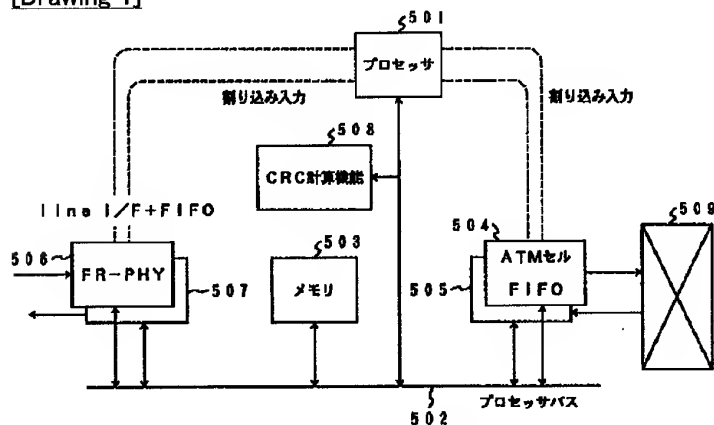 [Drawing 1]
501
プロセッサ
割り込み入力
割り込み入力
508
CRC計算機能
line I/F+FIFO
509
506
FR-PHY
507
503
メモリ
504
ATMセル
FIFO
505
502
プロセッサバス